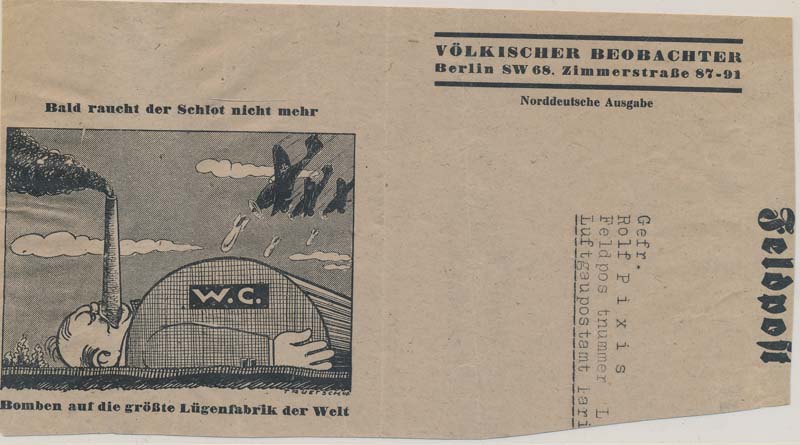 VÖLKISCHER BEOBACHTER
Berlin SW 68. Zimmerstraße 87-91
Norddeutsche Ausgabe
Bald raucht der Schlot nicht mehr
W.C.
Bomben auf die größte Lügenfabrik der Welt
Feldpost
Gefr.
Rolf Pixis
Feldpostnummer L
Luftgaupostamt Pari